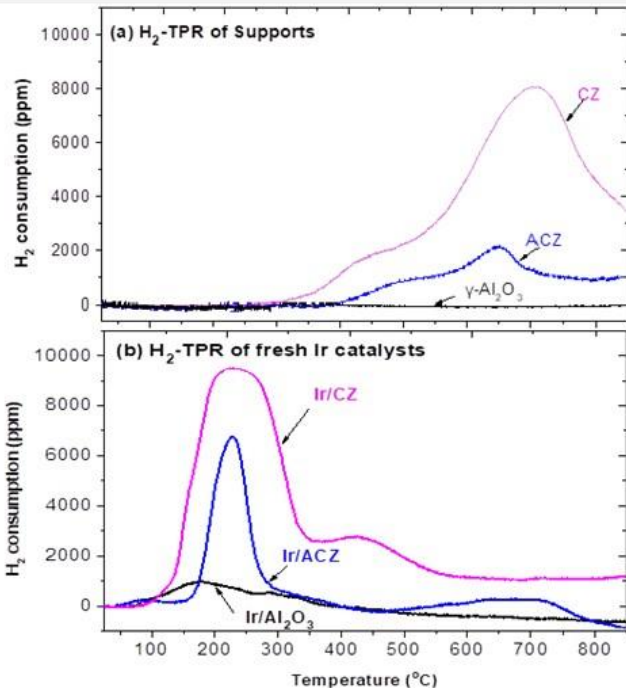 (a) H₂-TPR of Supports
10000
8000
6000
4000
2000
0
H₂ consumption (ppm)
CZ
ACZ
γ-Al₂O₃
(b) H₂-TPR of fresh Ir catalysts
10000
8000
6000
4000
2000
0
H₂ consumption (ppm)
Ir/CZ
Ir/ACZ
Ir/Al₂O₃
100 200 300 400 500 600 700 800
Temperature (°C)